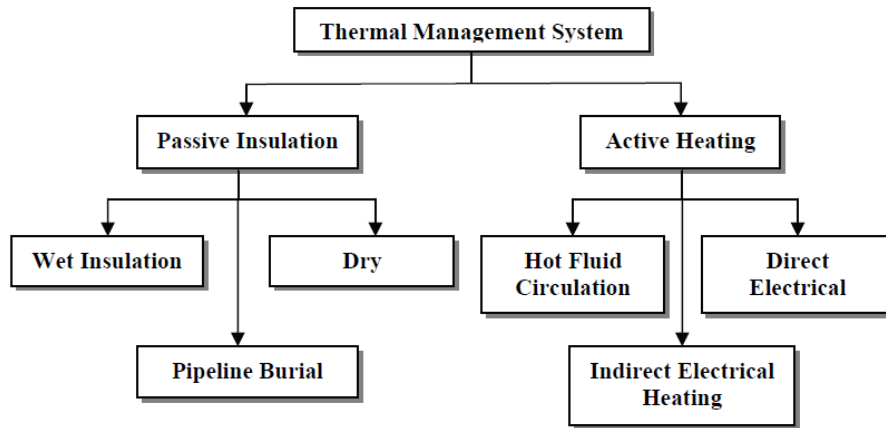 Thermal Management System
Passive Insulation
Active Heating
Wet Insulation
Dry
Hot Fluid
Circulation
Direct
Electrical
Pipeline Burial
Indirect Electrical
Heating